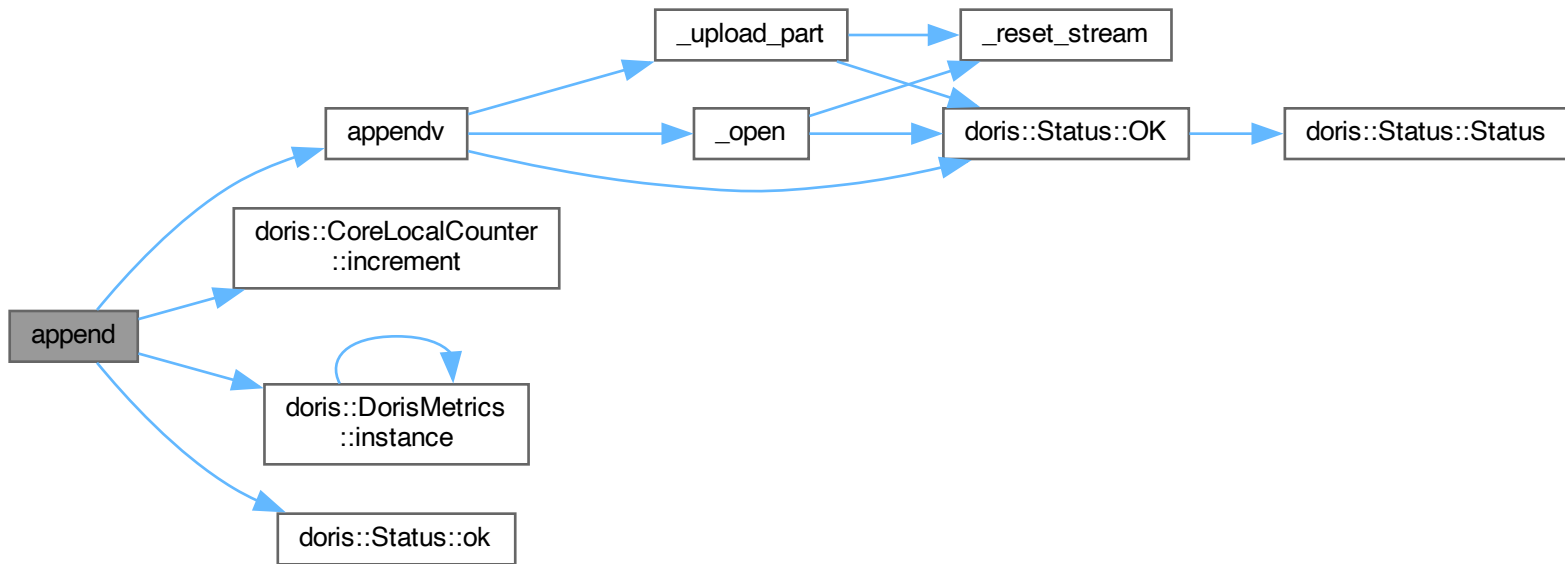 _upload_part
_reset_stream
appendv
_open
doris::Status::OK
doris::Status::Status
doris::CoreLocalCounter
::increment
append
doris::DorisMetrics
::instance
doris::Status::ok